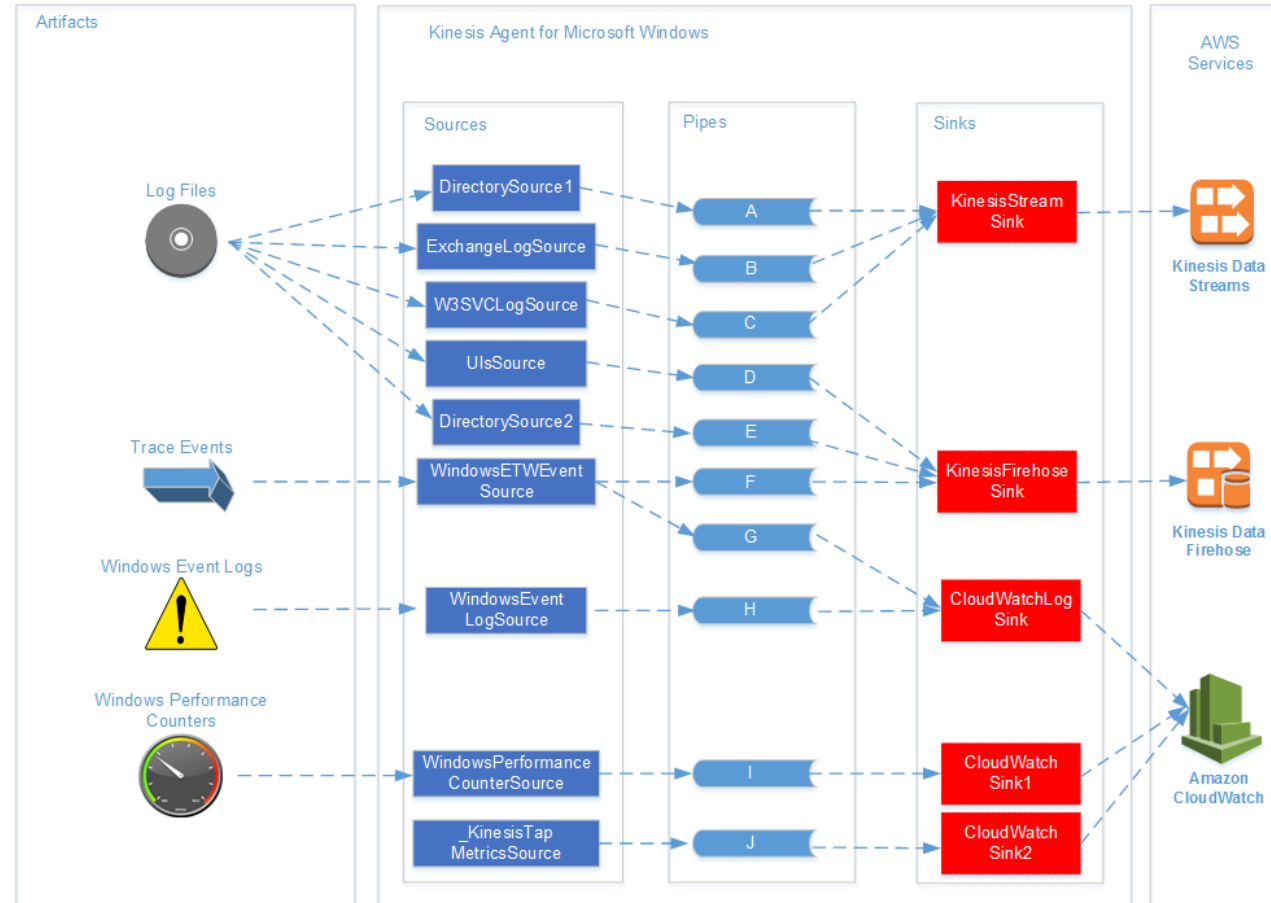 Artifacts
Kinesis Agent for Microsoft Windows
AWS
Services
Sources
Pipes
Sinks
Log Files
DirectorySource1
A
KinesisStream
Sink
ExchangeLogSource
B
Kinesis Data
Streams
W3SVCLogSource
C
UlsSource
D
DirectorySource2
E
Trace Events
WindowsETWEvent
Source
F
KinesisFirehose
Sink
G
Kinesis Data
Firehose
Windows Event Logs
WindowsEvent
LogSource
H
CloudWatchLog
Sink
Windows Performance
Counters
WindowsPerformance
CounterSource
I
CloudWatch
Sink1
Amazon
CloudWatch
_KinesisTap
MetricsSource
J
CloudWatch
Sink2